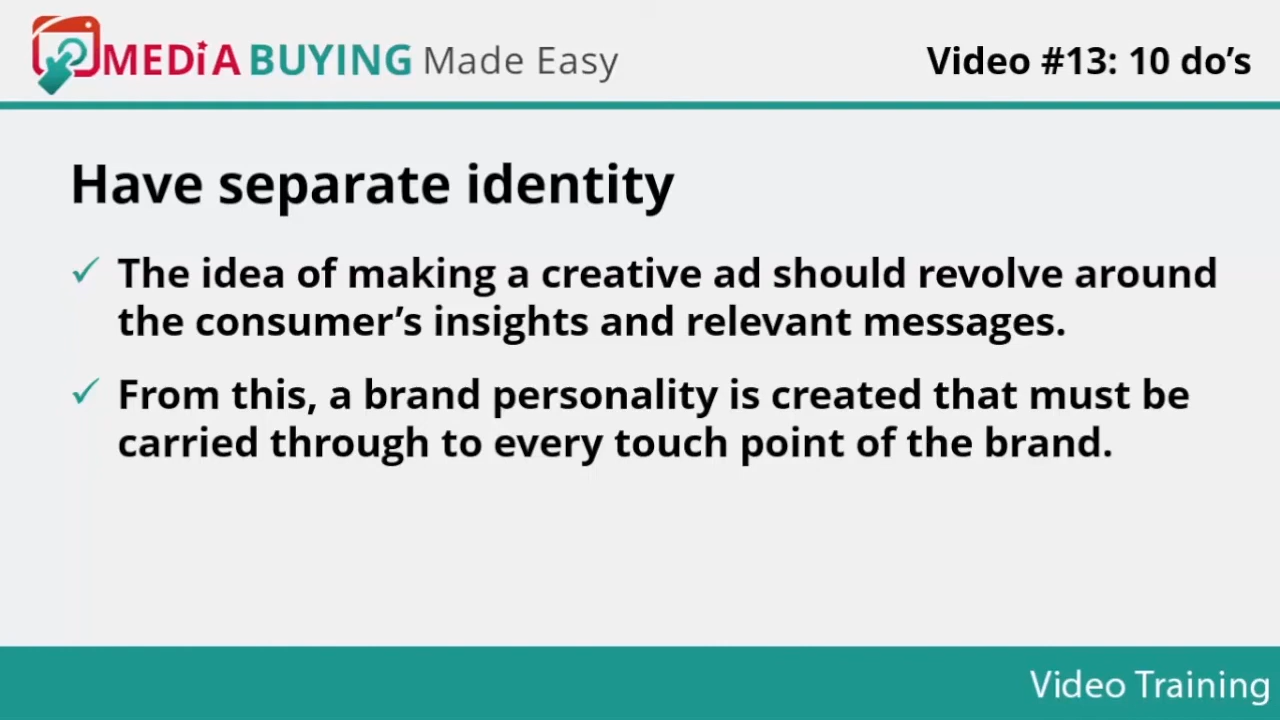 MEDiA BUYING Made Easy
Video #13: 10 do’s
Have separate identity
✓ The idea of making a creative ad should revolve around
the consumer’s insights and relevant messages.
✓ From this, a brand personality is created that must be
carried through to every touch point of the brand.
Video Training